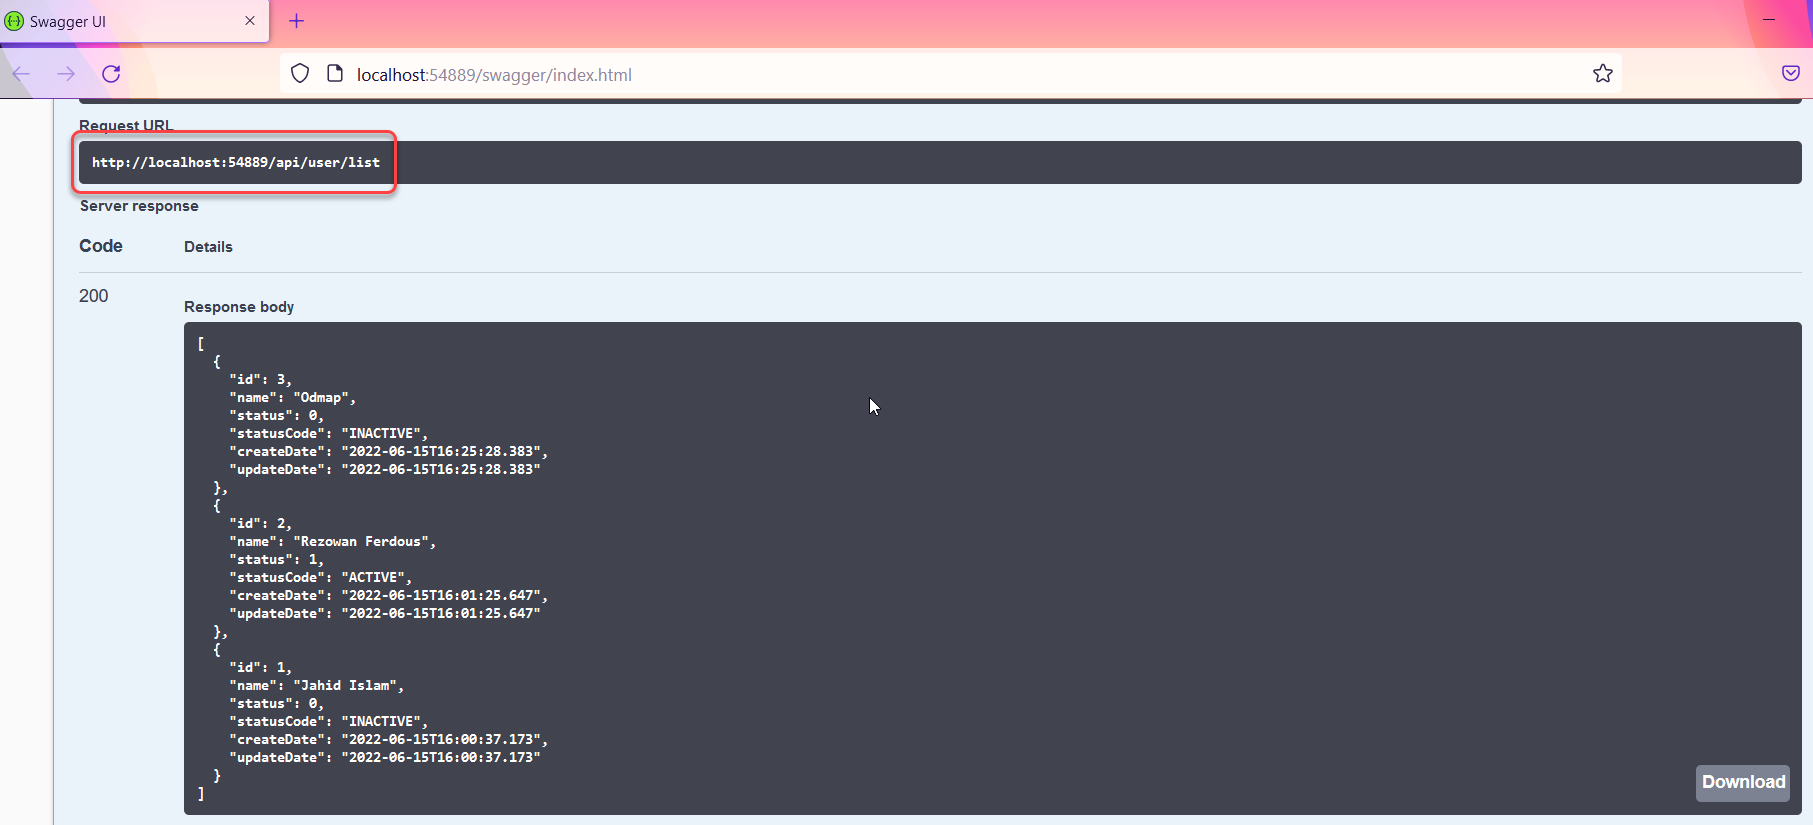 Swagger UI
localhost:54889/swagger/index.html
Request URL
http://localhost:54889/api/user/list
Server response
Code Details
200
Response body
[
  {
    "id": 3,
    "name": "Odmap",
    "status": 0,
    "statusCode": "INACTIVE",
    "createDate": "2022-06-15T16:25:28.383",
    "updateDate": "2022-06-15T16:25:28.383"
  },
  {
    "id": 2,
    "name": "Rezowan Ferdous",
    "status": 1,
    "statusCode": "ACTIVE",
    "createDate": "2022-06-15T16:01:25.647",
    "updateDate": "2022-06-15T16:01:25.647"
  },
  {
    "id": 1,
    "name": "Jahid Islam",
    "status": 0,
    "statusCode": "INACTIVE",
    "createDate": "2022-06-15T16:00:37.173",
    "updateDate": "2022-06-15T16:00:37.173"
  }
]
Download